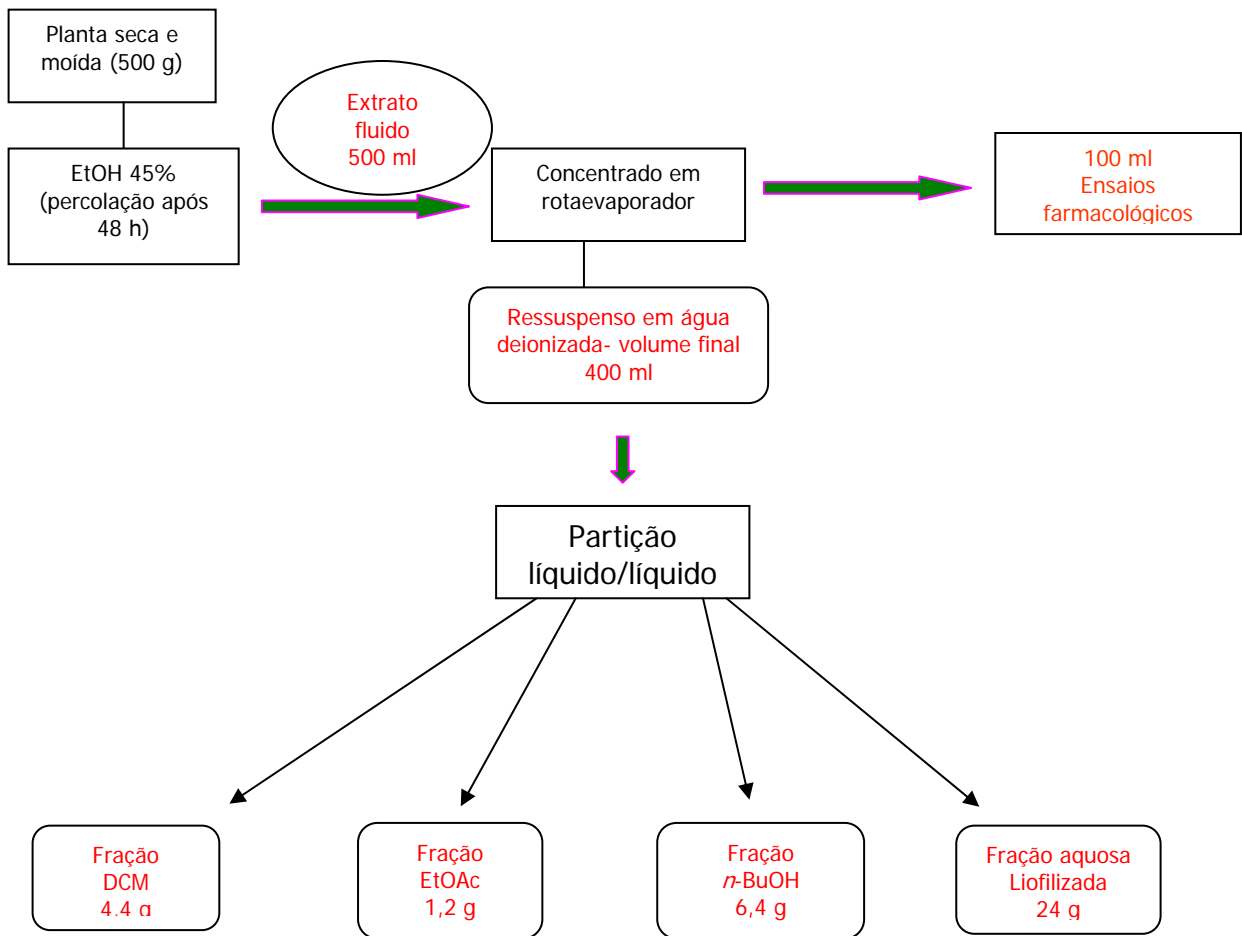 Planta seca e
moída (500 g)
EtOH 45%
(percolação após
48 h)
Extrato
fluido
500 ml
Concentrado em
rotaevaporador
100 ml
Ensaios
farmacológicos
Ressuspenso em água
deionizada- volume final
400 ml
Partição
líquido/líquido
Fração
DCM
4,4 g
Fração
EtOAc
1,2 g
Fração
n-BuOH
6,4 g
Fração aquosa
Liofilizada
24 g